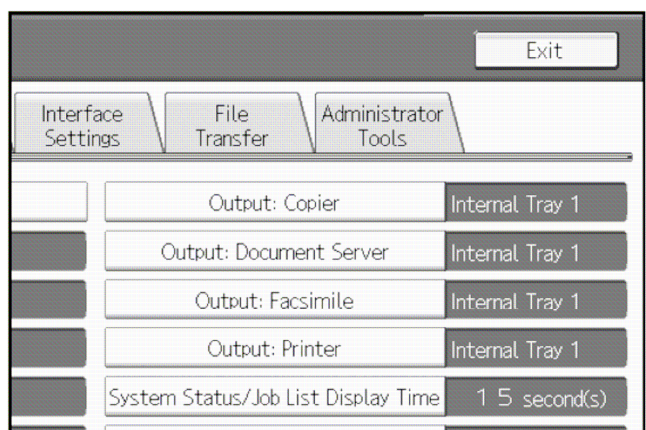 Exit
Interface
Settings
File
Transfer
Administrator
Tools
Output: Copier
Internal Tray 1
Output: Document Server
Internal Tray 1
Output: Facsimile
Internal Tray 1
Output: Printer
Internal Tray 1
System Status/Job List Display Time
15 second(s)